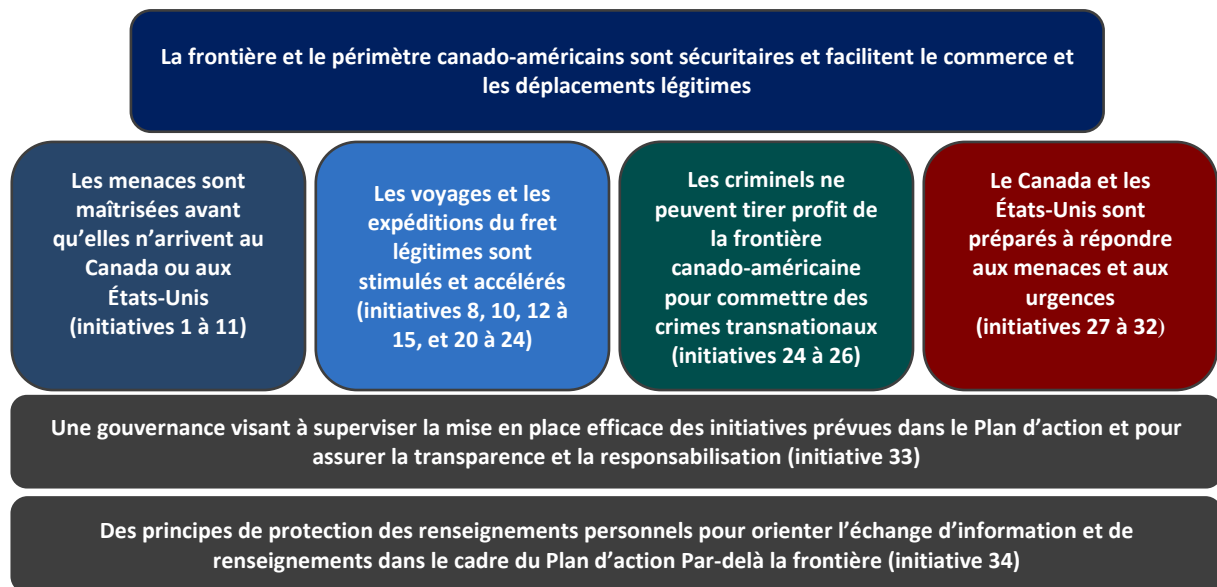 La frontière et le périmètre canado-américains sont sécuritaires et facilitent le commerce et
les déplacements légitimes
Les menaces sont
maîtrisées avant
qu’elles n’arrivent au
Canada ou aux
États-Unis
(initiatives 1 à 11)
Les voyages et les
expéditions du fret
légitimes sont
stimulés et accélérés
(initiatives 8, 10, 12 à
15, et 20 à 24)
Les criminels ne
peuvent tirer profit de
la frontière
canado-américaine
pour commettre des
crimes transnationaux
(initiatives 24 à 26)
Le Canada et les
États-Unis sont
préparés à répondre
aux menaces et aux
urgences
(initiatives 27 à 32)
Une gouvernance visant à superviser la mise en place efficace des initiatives prévues dans le Plan d’action et pour
assurer la transparence et la responsabilisation (initiative 33)
Des principes de protection des renseignements personnels pour orienter l’échange d’information et de
renseignements dans le cadre du Plan d’action Par-delà la frontière (initiative 34)